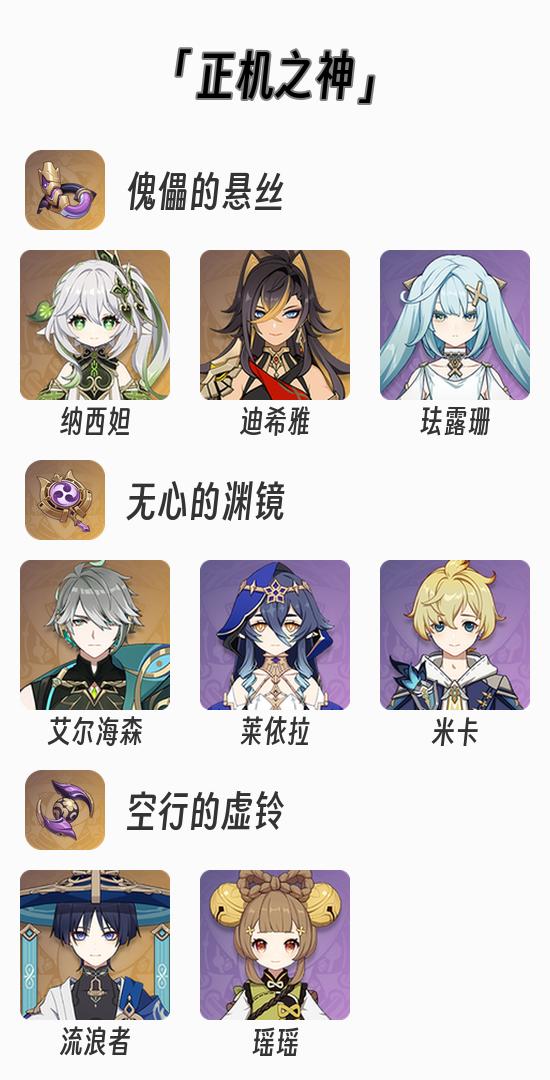 「正机之神」
傀儡的悬丝
纳西妲 迪希雅 珐露珊
无心的渊镜
艾尔海森 莱依拉 米卡
空行的虚铃
流浪者 瑶瑶